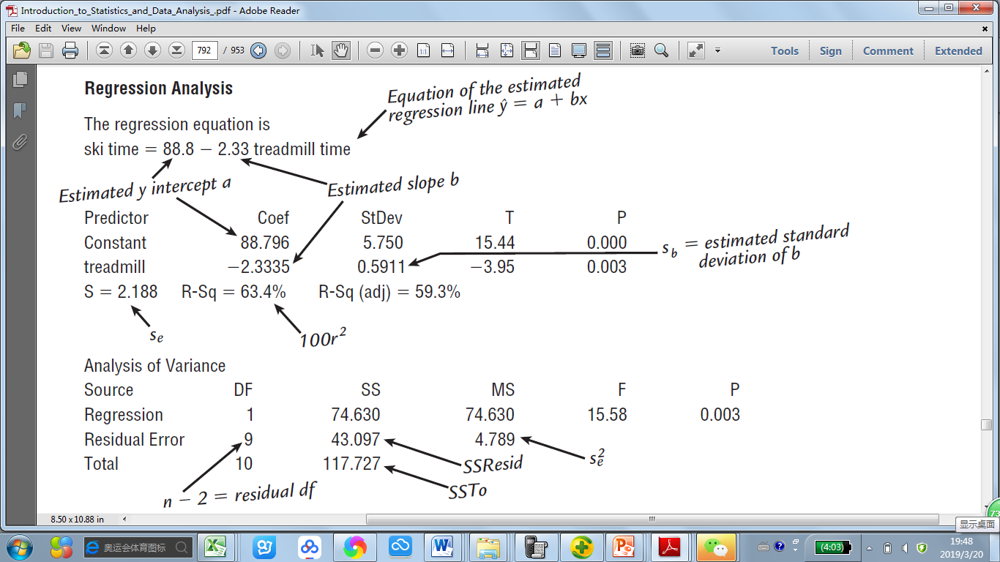 Introduction_to_Statistics_and_Data_Analysis_.pdf - Adobe Reader
File Edit View Window Help
792 / 953 Tools Sign Comment Extended
Regression Analysis
Equation of the estimated
regression line ŷ = a + bx
The regression equation is
ski time = 88.8 − 2.33 treadmill time
Estimated y intercept a
Estimated slope b
Predictor Coef StDev T P
Constant 88.796 5.750 15.44 0.000
treadmill −2.3335 0.5911 −3.95 0.003
s_b = estimated standard
deviation of b
S = 2.188 R-Sq = 63.4% R-Sq (adj) = 59.3%
s_e
100r²
Analysis of Variance
Source DF SS MS F P
Regression 1 74.630 74.630 15.58 0.003
Residual Error 9 43.097 4.789
Total 10 117.727
SSResid
s_e²
SSTo
n − 2 = residual df
8.50 x 10.88 in
显示桌面
奥运会体育图标
(4:03)
19:48
2019/3/20